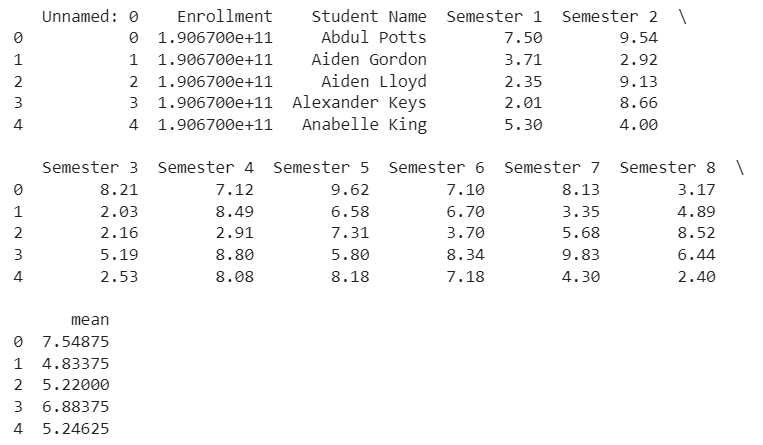 Unnamed: 0 Enrollment Student Name Semester 1 Semester 2 \
0 0 1.906700e+11 Abdul Potts 7.50 9.54
1 1 1.906700e+11 Aiden Gordon 3.71 2.92
2 2 1.906700e+11 Aiden Lloyd 2.35 9.13
3 3 1.906700e+11 Alexander Keys 2.01 8.66
4 4 1.906700e+11 Anabelle King 5.30 4.00
Semester 3 Semester 4 Semester 5 Semester 6 Semester 7 Semester 8 \
0 8.21 7.12 9.62 7.10 8.13 3.17
1 2.03 8.49 6.58 6.70 3.35 4.89
2 2.16 2.91 7.31 3.70 5.68 8.52
3 5.19 8.80 5.80 8.34 9.83 6.44
4 2.53 8.08 8.18 7.18 4.30 2.40
mean
0 7.54875
1 4.83375
2 5.22000
3 6.88375
4 5.24625